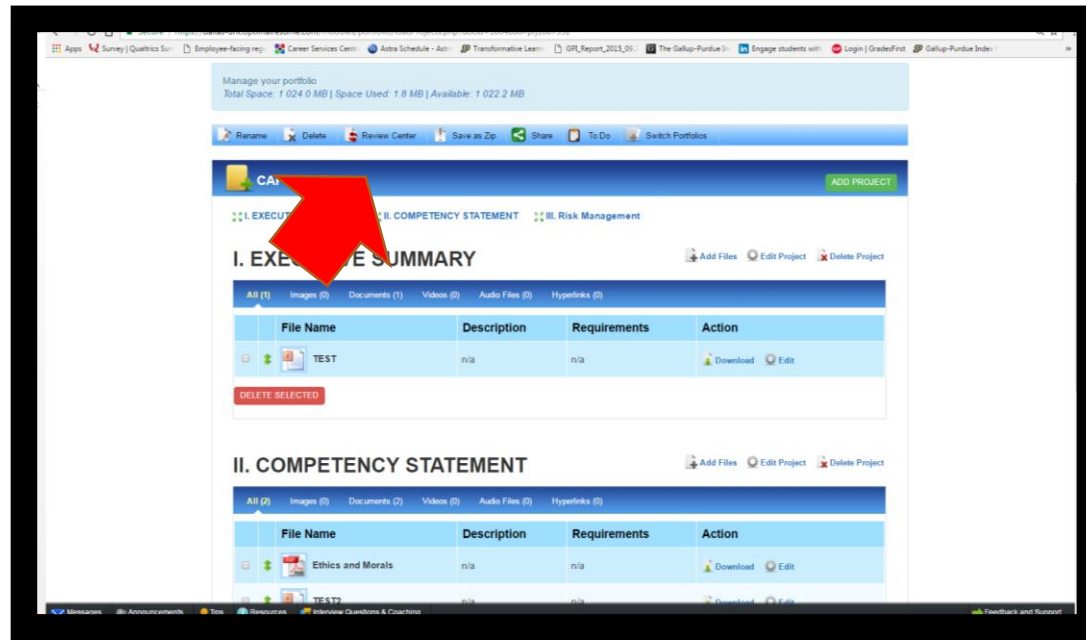 Apps Survey | Qualtrics Sur Employee-facing regi Career Services Cent Astra Schedule - Astr Transformative Learn GPI_Report_2015_09 The Gallup-Purdue In Engage students with Login | GradesFirst Gallup-Purdue Index
Manage your portfolio
Total Space: 1 024.0 MB | Space Used: 1.8 MB | Available: 1 022.2 MB
Rename Delete Review Center Save as Zip Share To Do Switch Portfolios
ADD PROJECT
II. COMPETENCY STATEMENT III. Risk Management
I. SUMMARY Add Files Edit Project Delete Project
All (1) Images (0) Documents (1) Videos (0) Audio Files (0) Hyperlinks (0)
File Name Description Requirements Action
TEST n/a n/a Download Edit
DELETE SELECTED
II. COMPETENCY STATEMENT Add Files Edit Project Delete Project
All (2) Images (0) Documents (2) Videos (0) Audio Files (0) Hyperlinks (0)
File Name Description Requirements Action
Ethics and Morals n/a n/a Download Edit
TEST2 n/a n/a Download Edit
Messages Announcements Tips Resources Interview Questions & Coaching Feedback and Support